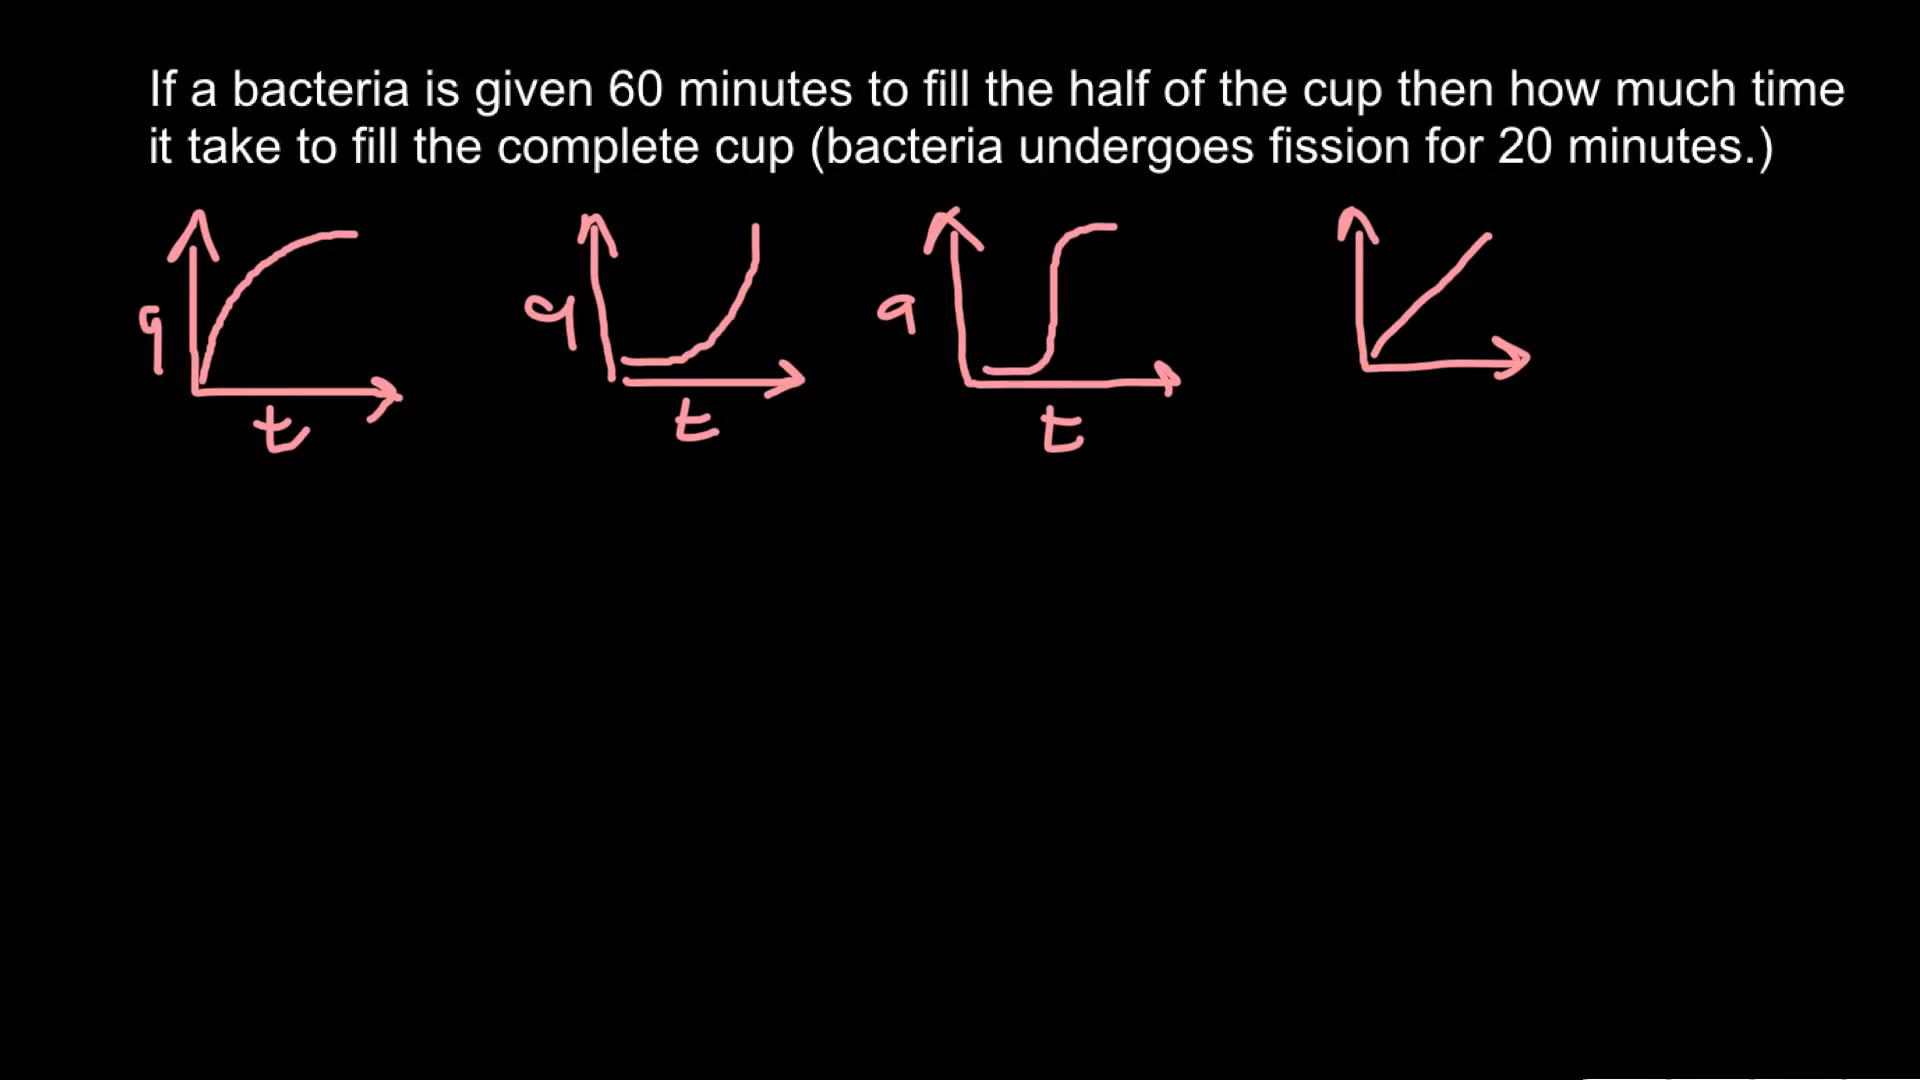 If a bacteria is given 60 minutes to fill the half of the cup then how much time
it take to fill the complete cup (bacteria undergoes fission for 20 minutes.)
q q q
t t t